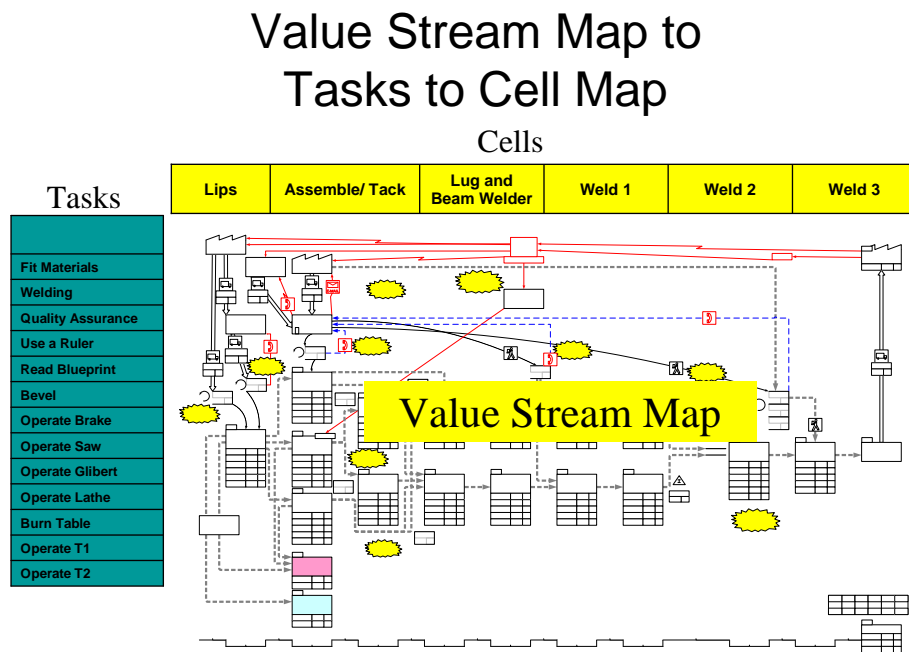 Value Stream Map to
Tasks to Cell Map
Cells
Tasks
Lips
Assemble/ Tack
Lug and
Beam Welder
Weld 1
Weld 2
Weld 3
Fit Materials
Welding
Quality Assurance
Use a Ruler
Read Blueprint
Bevel
Operate Brake
Operate Saw
Operate Glibert
Operate Lathe
Burn Table
Operate T1
Operate T2
Value Stream Map